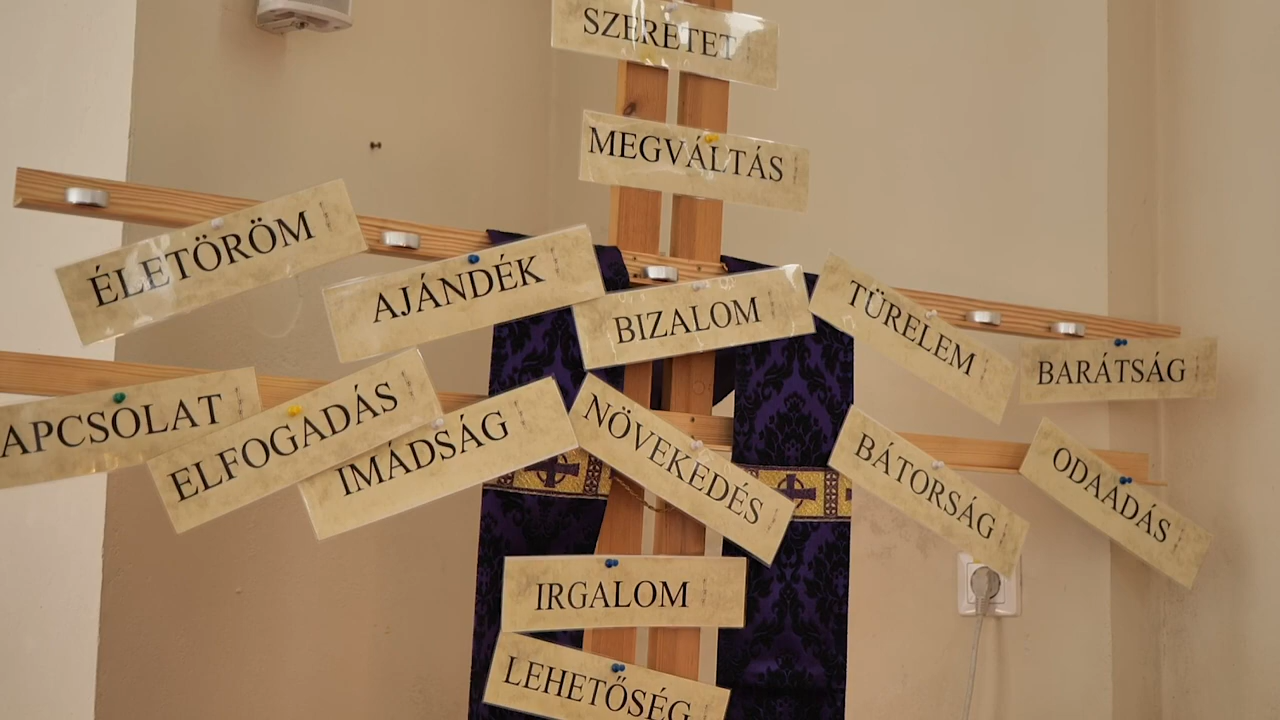 SZERETET
MEGVÁLTÁS
ÉLETÖRÖM
AJÁNDÉK
BIZALOM
TÜRELEM
BARÁTSÁG
APCSOLAT
ELFOGADÁS
IMÁDSÁG
NÖVEKEDÉS
BÁTORSÁG
ODAADÁS
IRGALOM
LEHETŐSÉG